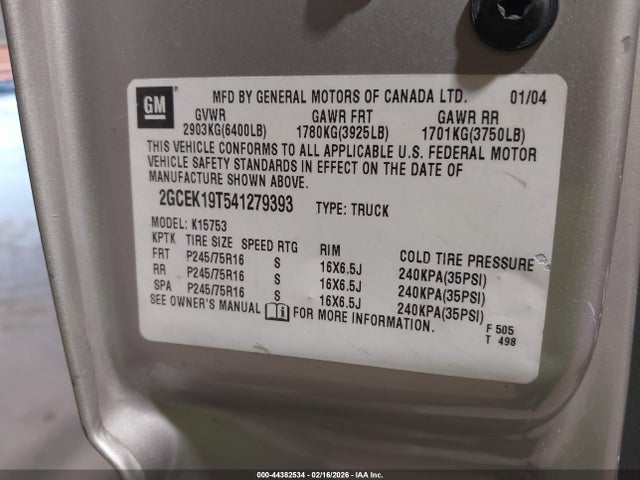 GM MFD BY GENERAL MOTORS OF CANADA LTD. 01/04
GVWR GAWR FRT GAWR RR
2903KG(6400LB) 1780KG(3925LB) 1701KG(3750LB)
THIS VEHICLE CONFORMS TO ALL APPLICABLE U.S. FEDERAL MOTOR
VEHICLE SAFETY STANDARDS IN EFFECT ON THE DATE OF
MANUFACTURE SHOWN ABOVE.
2GCEK19T541279393 TYPE: TRUCK
MODEL: K15753
KPTK TIRE SIZE SPEED RTG RIM COLD TIRE PRESSURE
FRT P245/75R16 S 16X6.5J 240KPA(35PSI)
RR P245/75R16 S 16X6.5J 240KPA(35PSI)
SPA P245/75R16 S 16X6.5J 240KPA(35PSI)
SEE OWNER'S MANUAL FOR MORE INFORMATION.
F 505
T 498
000-44382534 - 02/16/2026 - IAA Inc.